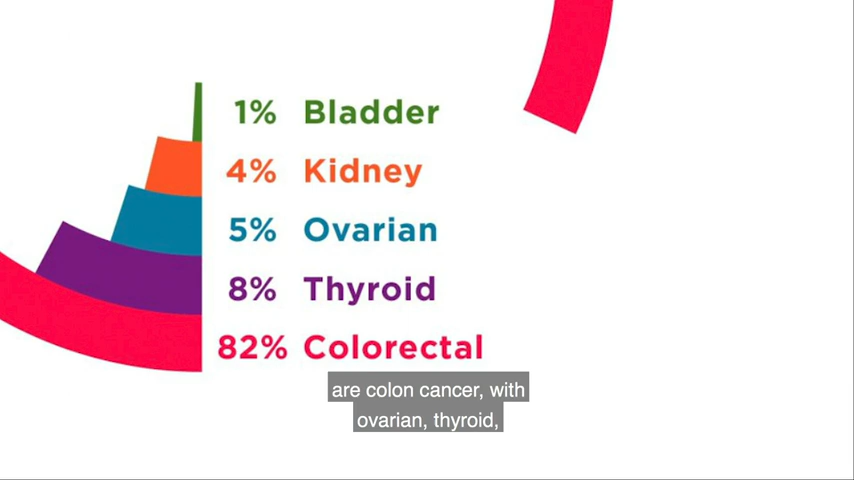 1% Bladder
4% Kidney
5% Ovarian
8% Thyroid
82% Colorectal
are colon cancer, with
ovarian, thyroid,